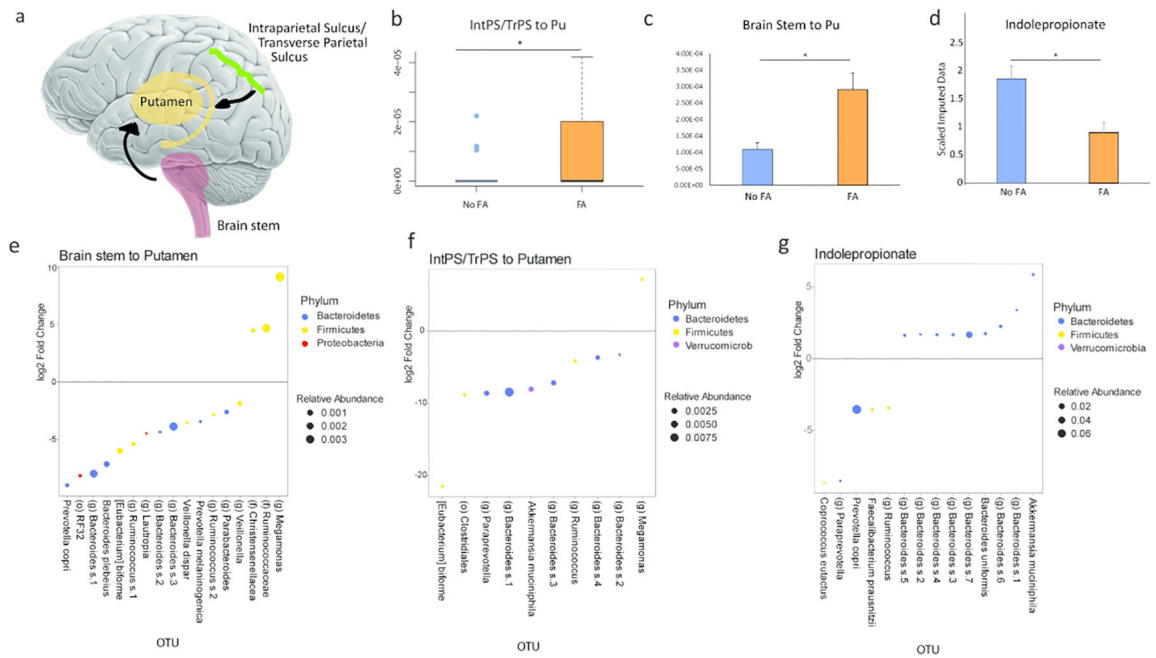 a
Intraparietal Sulcus/
Transverse Parietal
Sulcus
Putamen
Brain stem
b
IntPS/TrPS to Pu
*
4e-05
2e-05
0e+00
No FA
FA
c
Brain Stem to Pu
*
4.00E-04
3.50E-04
3.00E-04
2.50E-04
2.00E-04
1.50E-04
1.00E-04
5.00E-05
0.00E+00
No FA
FA
d
Indolepropionate
*
Scaled Imputed Data
2.5
2
1.5
1
0.5
0
No FA
FA
e
Brain stem to Putamen
log2 Fold Change
10
5
0
-5
Prevotella copri
(o) RF32
(g) Bacteroides s.1
Bacteroides plebeius
[Eubacterium] biforme
(g) Ruminococcus s.1
(g) Lautropia
(g) Bacteroides s.2
(g) Bacteroides s.3
Veillonella dispar
Prevotella melaninogenica
(g) Ruminococcus s.2
(g) Parabacteroides
(g) Veillonella
(f) Christensenellacea
(f) Ruminococcaceae
(g) Megamonas
OTU
Phylum
Bacteroidetes
Firmicutes
Proteobacteria
Relative Abundance
0.001
0.002
0.003
f
IntPS/TrPS to Putamen
log2 Fold Change
0
-10
-20
[Eubacterium] biforme
(o) Clostridiales
(g) Paraprevotella
(g) Bacteroides s.1
Akkermansia muciniphila
(g) Bacteroides s.3
(g) Ruminococcus
(g) Bacteroides s.4
(g) Bacteroides s.2
(g) Megamonas
OTU
Phylum
Bacteroidetes
Firmicutes
Verrucomicrob
Relative Abundance
0.0025
0.0050
0.0075
g
Indolepropionate
log2 Fold Change
5
0
-5
Coprococcus eutactus
(g) Paraprevotella
Prevotella copri
Faecalibacterium prausnitzii
(g) Ruminococcus
(g) Bacteroides s.5
(g) Bacteroides s.2
(g) Bacteroides s.4
(g) Bacteroides s.3
(g) Bacteroides s.7
Bacteroides uniformis
(g) Bacteroides s.6
(g) Bacteroides s.1
Akkermansia muciniphila
OTU
Phylum
Bacteroidetes
Firmicutes
Verrucomicrobia
Relative Abundance
0.02
0.04
0.06